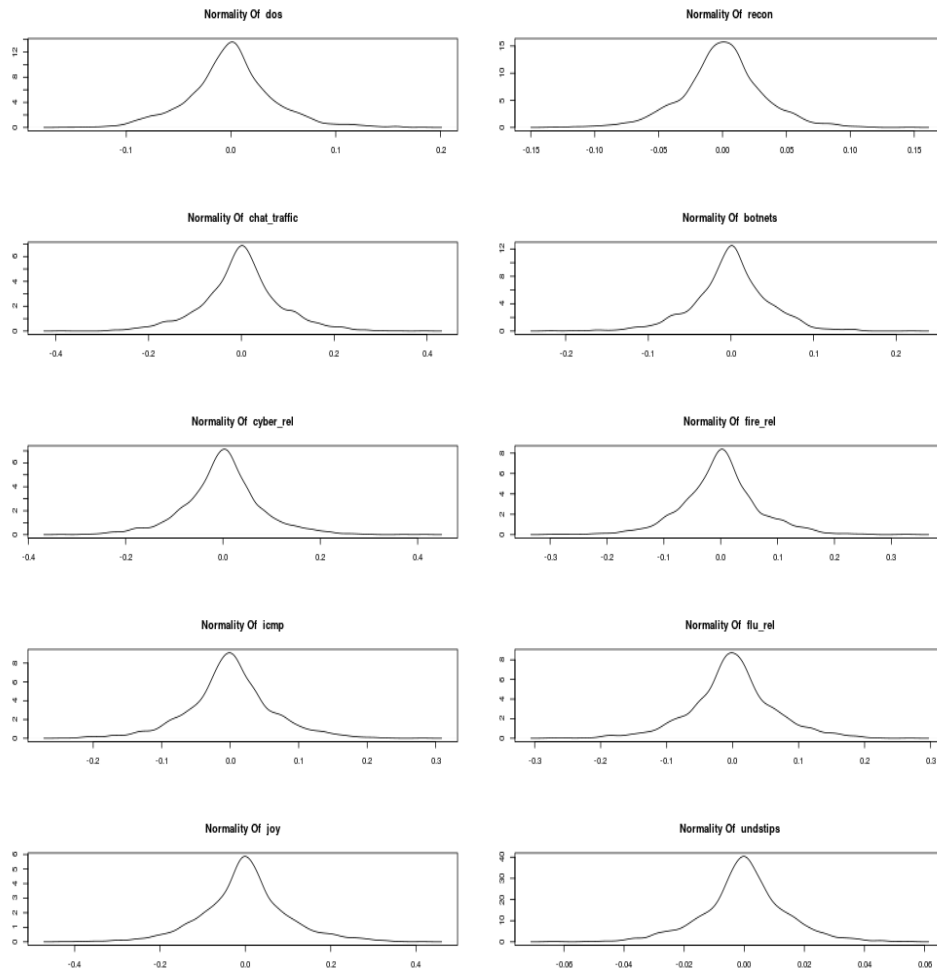 Normality Of dos
0 4 8 12
-0.1 0.0 0.1 0.2
Normality Of recon
0 5 10 15
-0.15 -0.10 -0.05 0.00 0.05 0.10 0.15
Normality Of chat_traffic
0 2 4 6
-0.4 -0.2 0.0 0.2 0.4
Normality Of botnets
0 4 8 12
-0.2 -0.1 0.0 0.1 0.2
Normality Of cyber_rel
0 2 4 6
-0.4 -0.2 0.0 0.2 0.4
Normality Of fire_rel
0 2 4 6 8
-0.3 -0.2 -0.1 0.0 0.1 0.2 0.3
Normality Of icmp
0 2 4 6 8
-0.2 -0.1 0.0 0.1 0.2 0.3
Normality Of flu_rel
0 2 4 6 8
-0.3 -0.2 -0.1 0.0 0.1 0.2 0.3
Normality Of joy
0 1 2 3 4 5 6
-0.4 -0.2 0.0 0.2 0.4
Normality Of undstips
0 10 20 30 40
-0.06 -0.04 -0.02 0.00 0.02 0.04 0.06